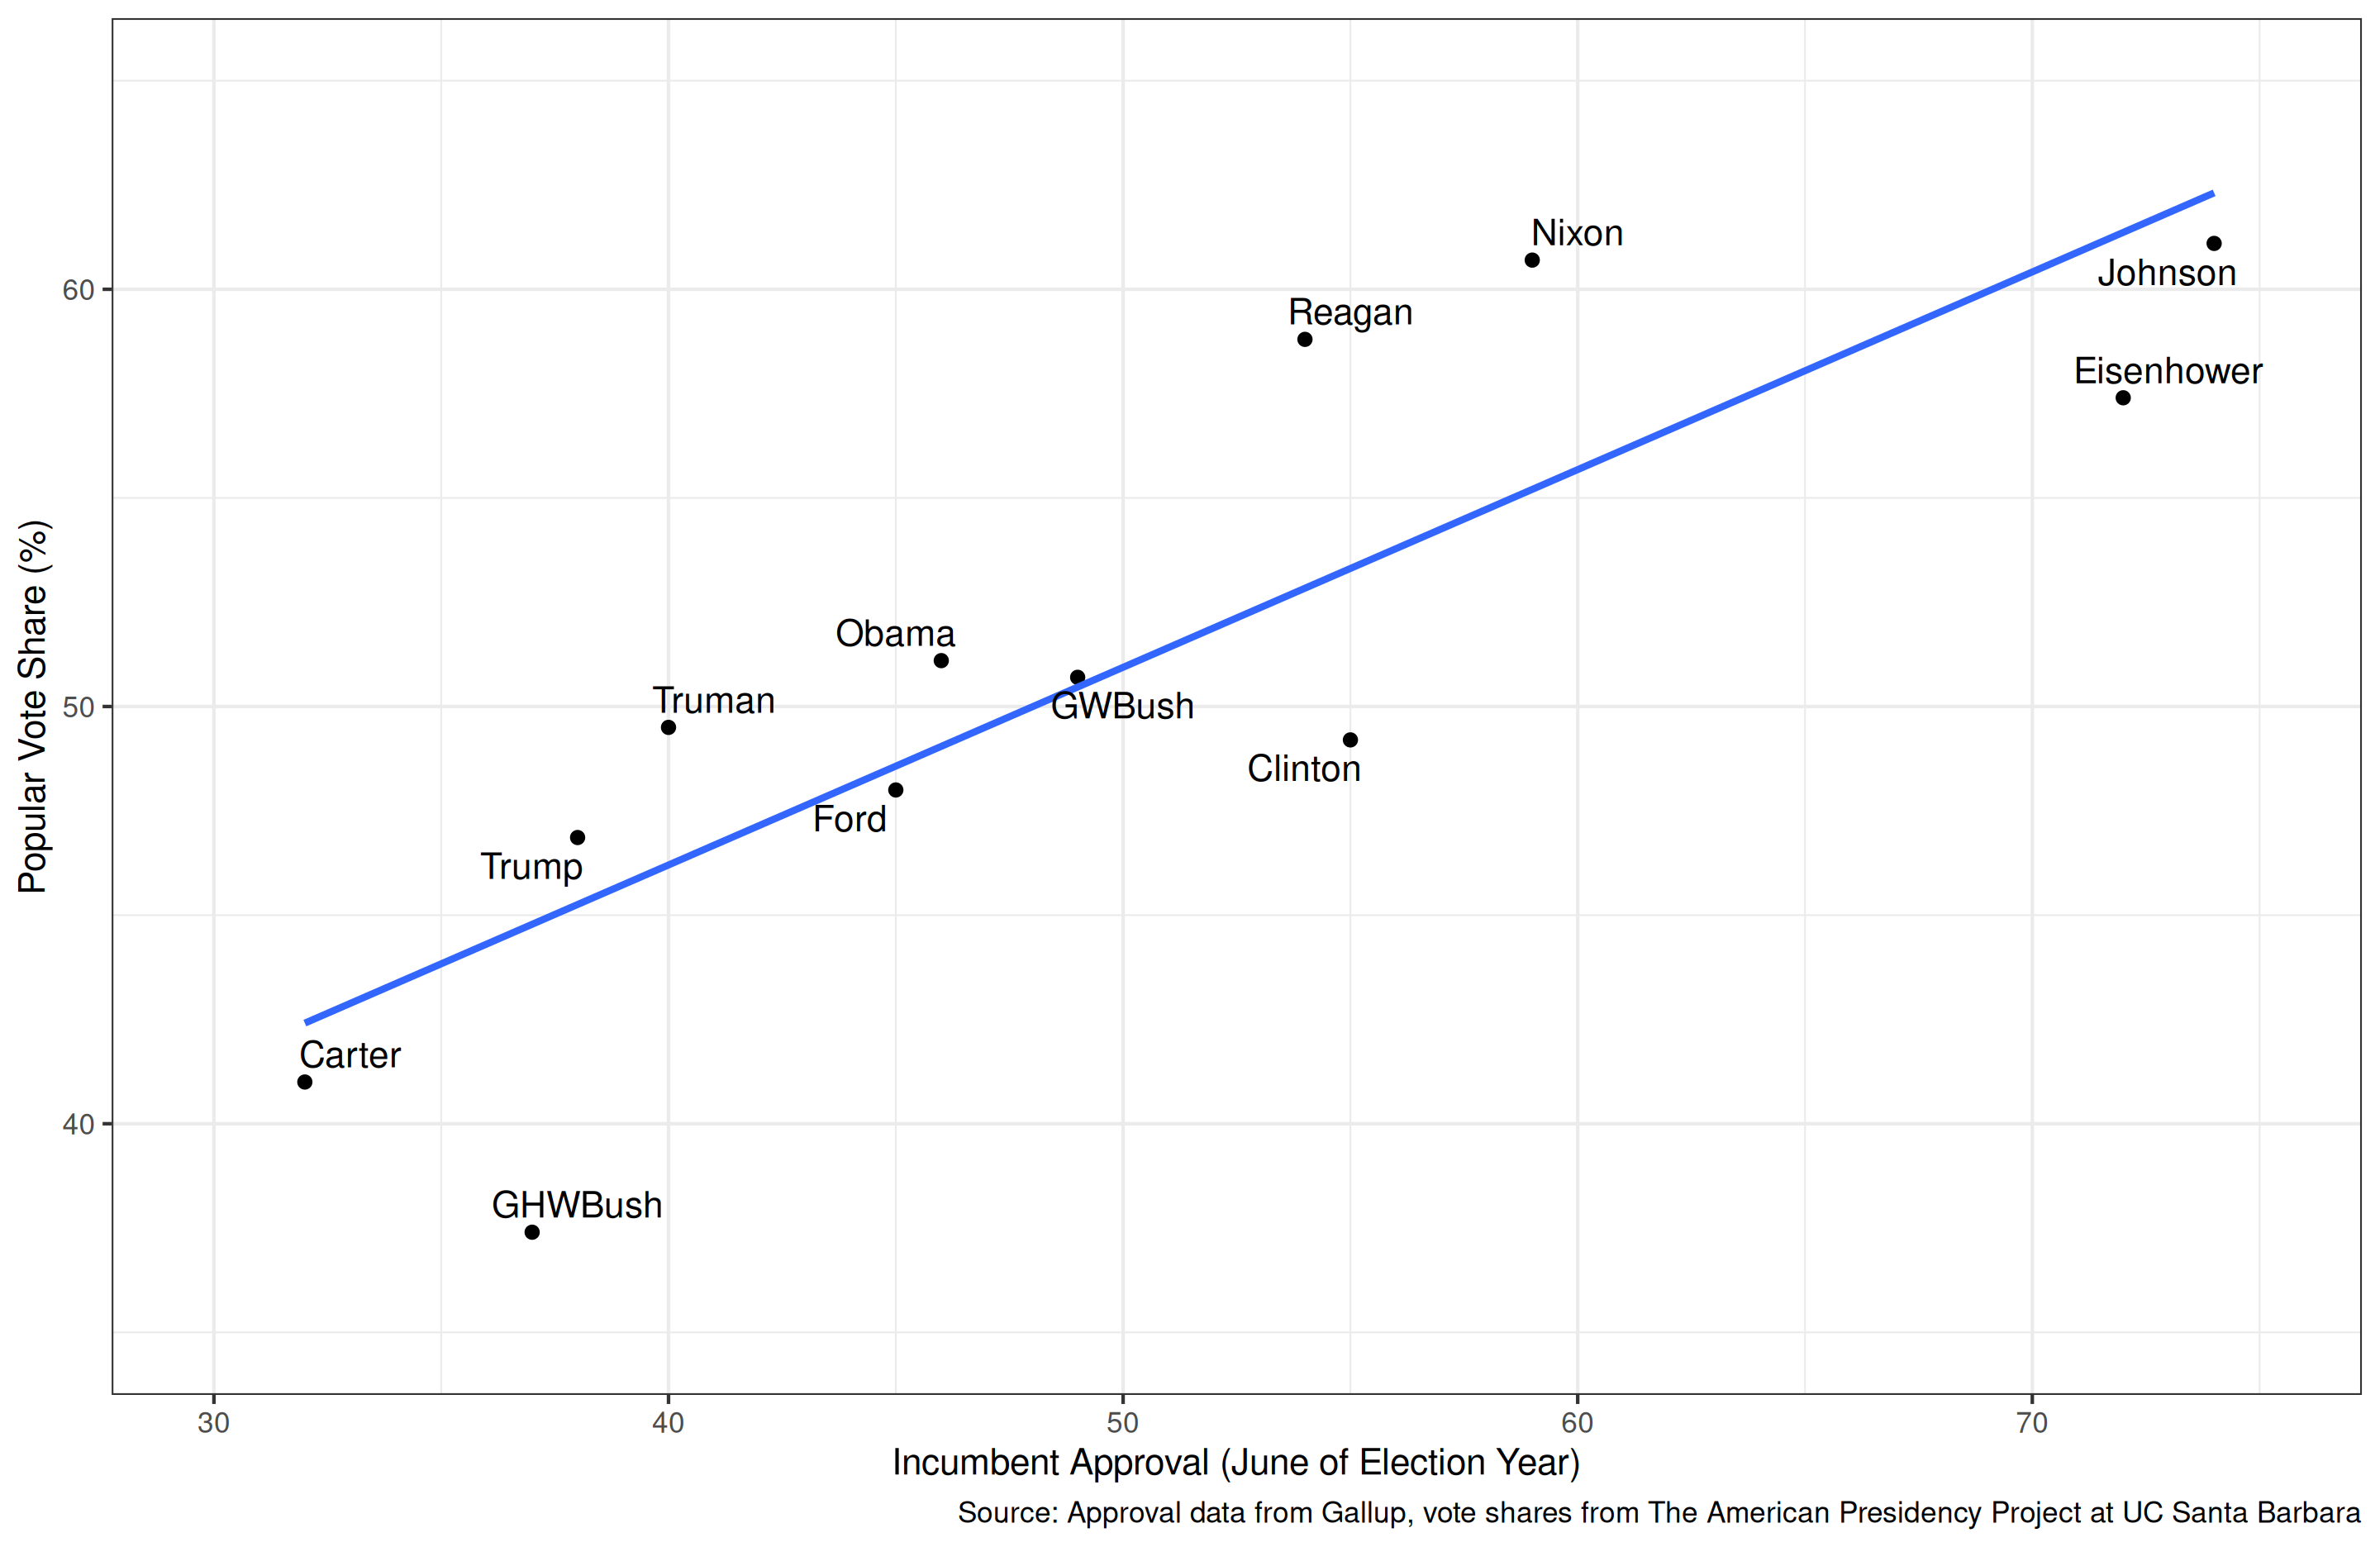 Nixon
Johnson
Reagan
Eisenhower
Obama
Truman
GWBush
Clinton
Ford
Trump
Carter
GHWBush
60
50
40
Popular Vote Share (%)
30 40 50 60 70
Incumbent Approval (June of Election Year)
Source: Approval data from Gallup, vote shares from The American Presidency Project at UC Santa Barbara